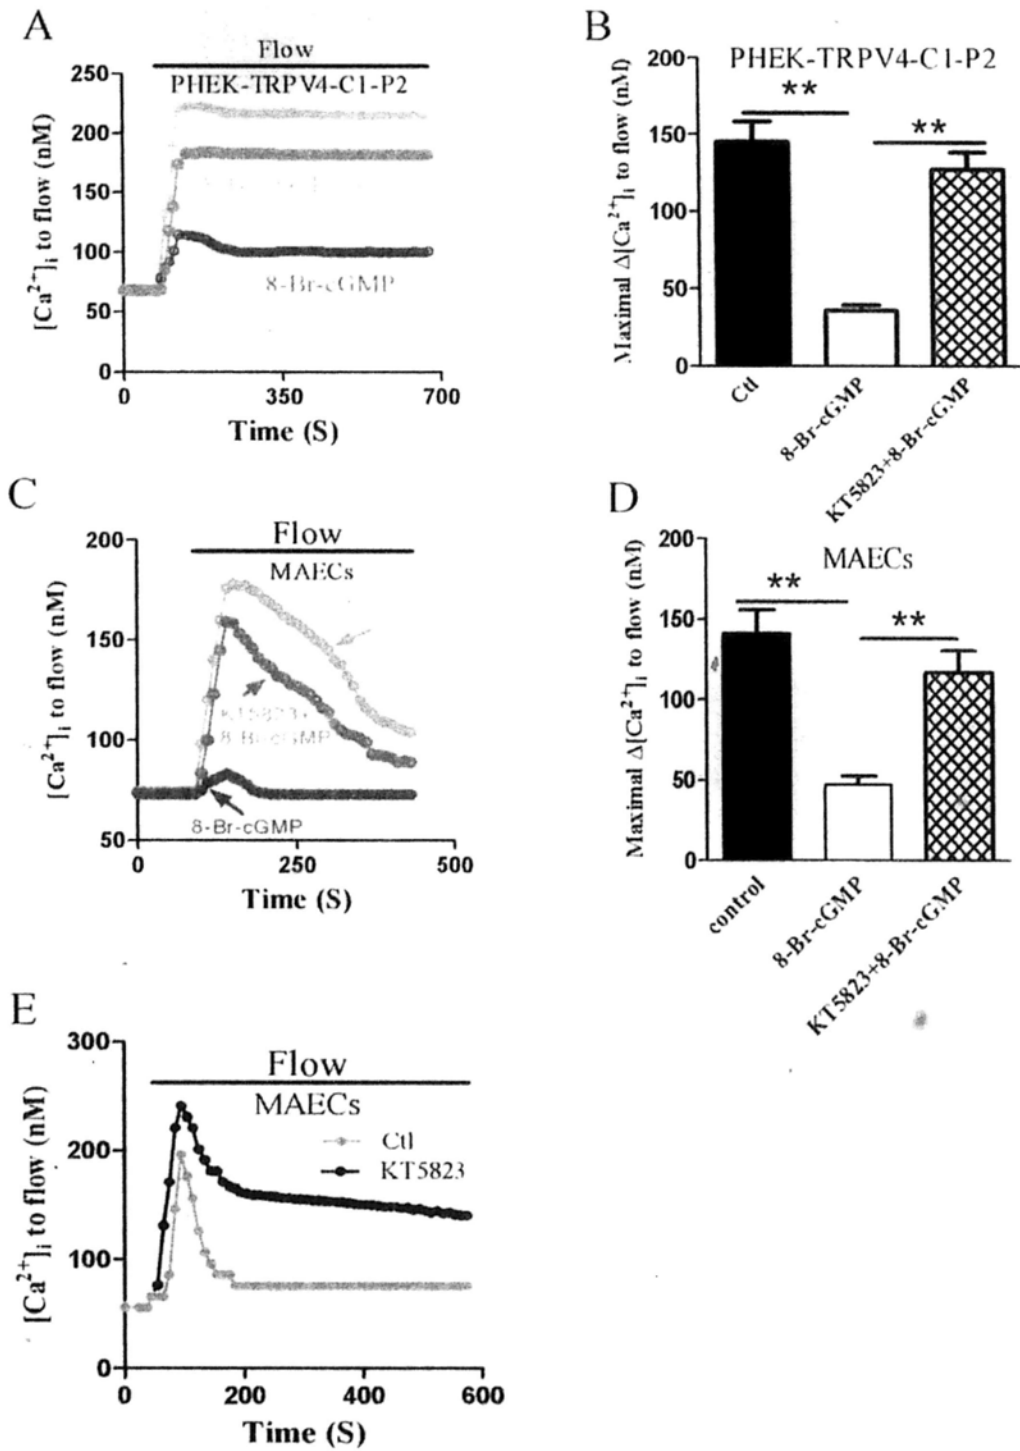 A
Flow
PHEK-TRPV4-C1-P2
[Ca²⁺]ᵢ to flow (nM)
250
200
150
100
50
0
8-Br-cGMP
0
350
700
Time (S)
B
PHEK-TRPV4-C1-P2
Maximal Δ[Ca²⁺]ᵢ to flow (nM)
200
150
100
50
0
**
**
Ctl
8-Br-cGMP
KT5823+8-Br-cGMP
C
Flow
MAECs
[Ca²⁺]ᵢ to flow (nM)
200
150
100
50
KT5823+
8-Br-cGMP
8-Br-cGMP
0
250
500
Time (S)
D
MAECs
Maximal Δ[Ca²⁺]ᵢ to flow (nM)
200
150
100
50
0
**
**
control
8-Br-cGMP
KT5823+8-Br-cGMP
E
Flow
MAECs
Ctl
KT5823
[Ca²⁺]ᵢ to flow (nM)
300
200
100
0
0
200
400
600
Time (S)